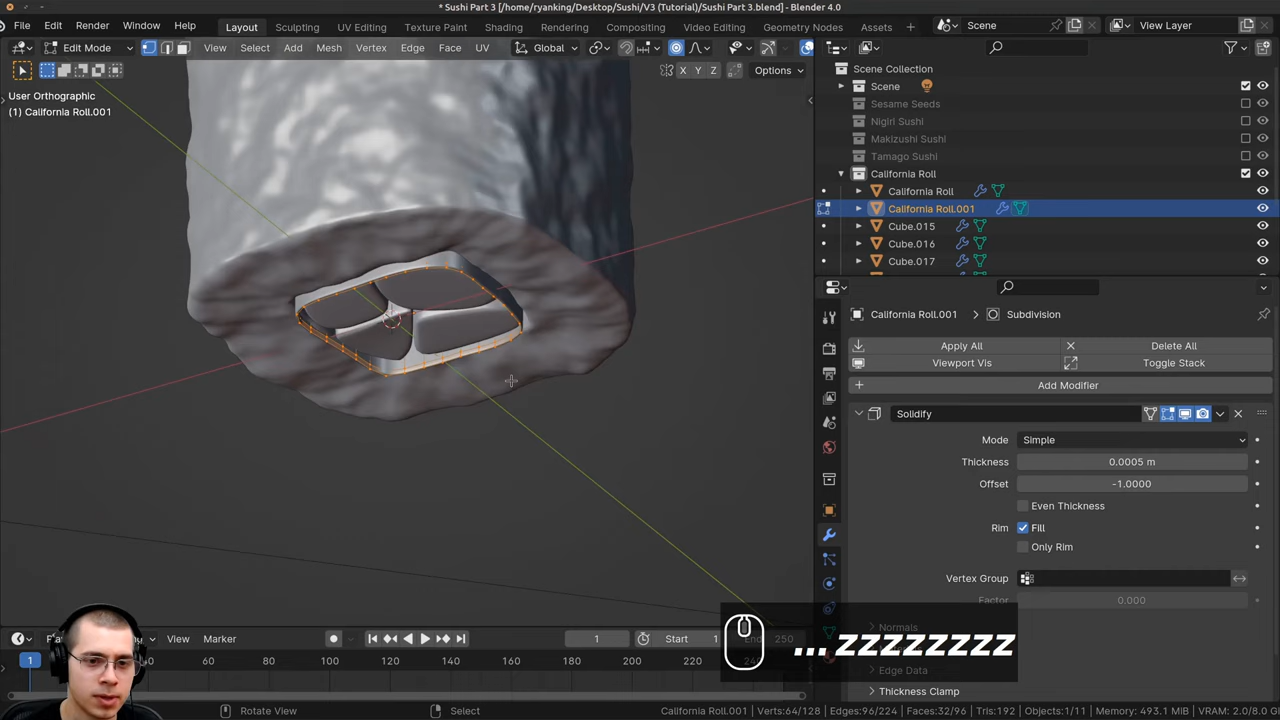 * Sushi Part 3 [/home/ryanking/Desktop/Sushi/V3 (Tutorial)/Sushi Part 3.blend] - Blender 4.0
File Edit Render Window Help Layout Sculpting UV Editing Texture Paint Shading Rendering Compositing Video Editing Geometry Nodes Assets Scene View Layer
Edit Mode View Select Add Mesh Vertex Edge Face UV Global
X Y Z Options
Scene Collection
Scene
Sesame Seeds
Nigiri Sushi
Makizushi Sushi
Tamago Sushi
California Roll
California Roll
California Roll.001
Cube.015
Cube.016
Cube.017
User Orthographic
(1) California Roll.001
California Roll.001 Subdivision
Apply All Delete All
Viewport Vis Toggle Stack
Add Modifier
Solidify
Mode Simple
Thickness 0.0005 m
Offset -1.0000
Even Thickness
Rim Fill
Only Rim
Vertex Group
Factor 0.000
Normals
Edge Data
Thickness Clamp
... ZZZZZZZZ
View Marker 1 Start 1 End 250
1 60 80 100 120 140 160 180 200 220 240
Rotate View Select California Roll.001 | Verts:64/128 | Edges:96/224 | Faces:32/96 | Tris:192 | Objects:1/11 | Memory: 493.1 MiB | VRAM: 2.0/8.0 G